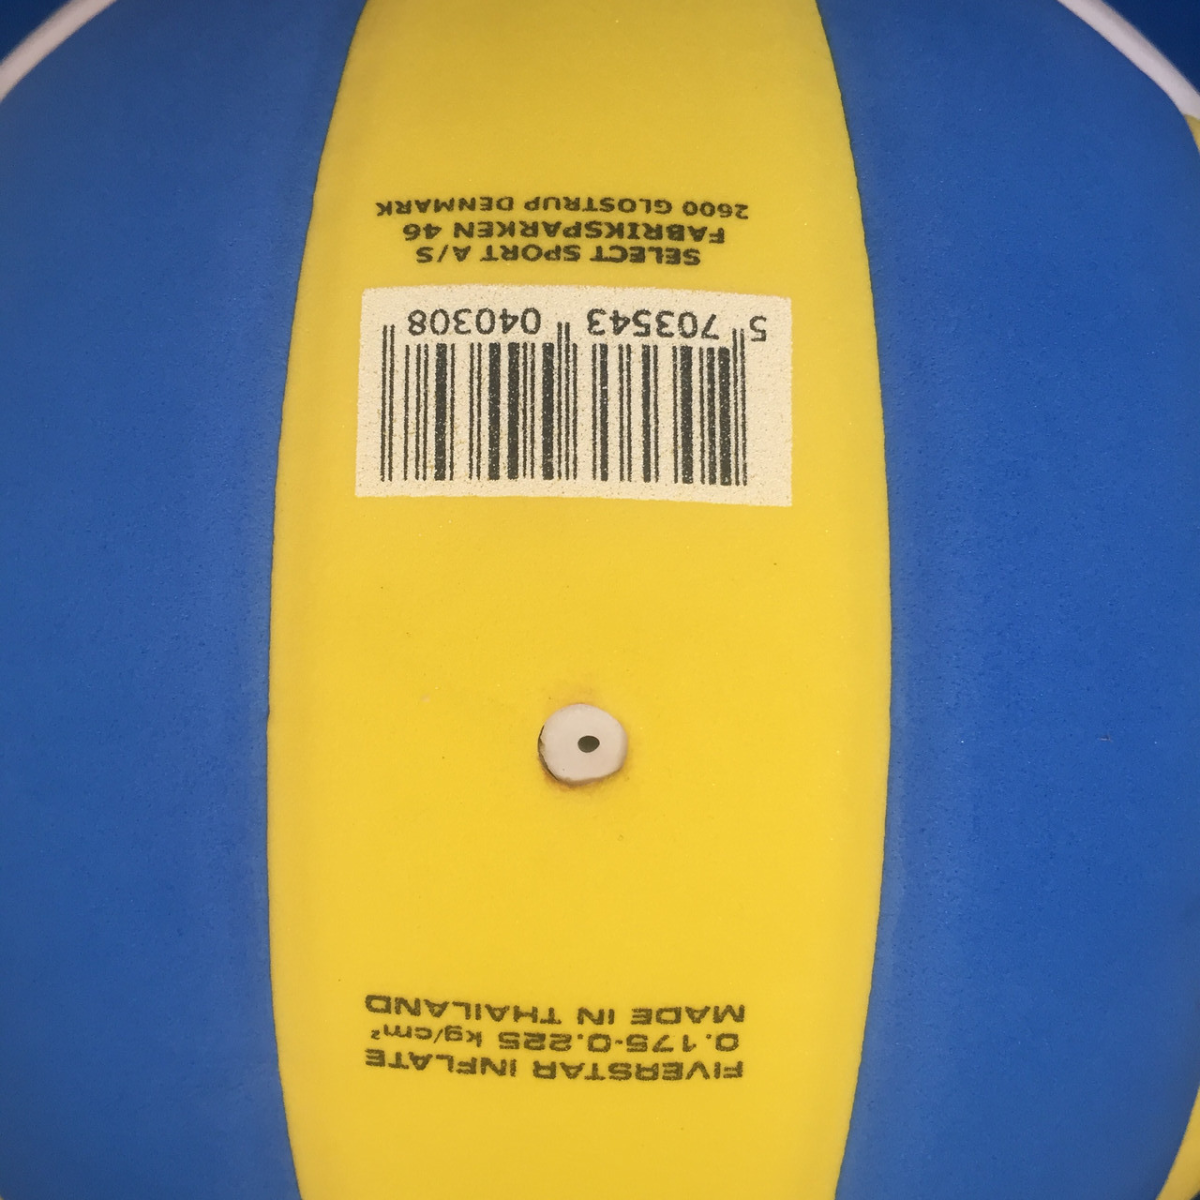 FIVERSTAR INFLATE
0.175-0.225 kg/cm²
MADE IN THAILAND
5 703543 040308
SELECT SPORT A/S
FABRIKSPARKEN 46
2600 GLOSTRUP DENMARK